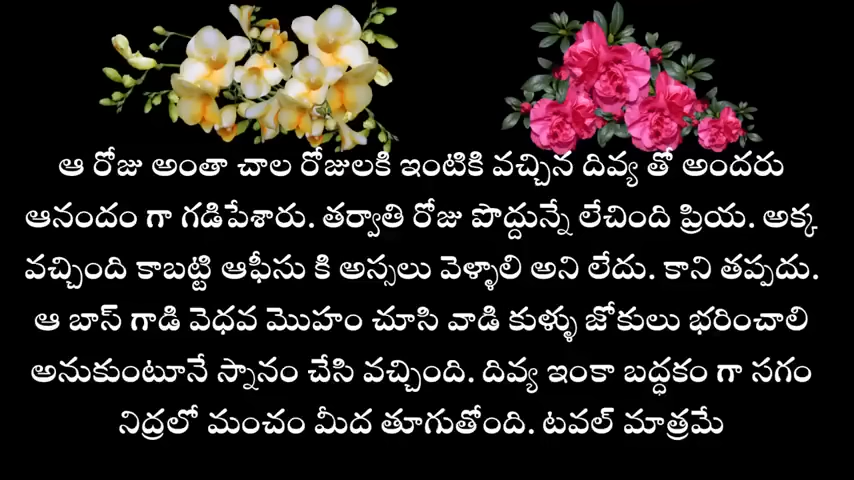 ఆ రోజు అంతా చాల రోజులకి ఇంటికి వచ్చిన దివ్య తో అందరు
ఆనందం గా గడిపేశారు. తర్వాతి రోజు పొద్దున్నే లేచింది ప్రియ. అక్క
వచ్చింది కాబట్టి ఆఫీసు కి అస్సలు వెళ్ళాలి అని లేదు. కాని తప్పదు.
ఆ బాస్ గాడి వెధవ మొహం చూసి వాడి కుళ్ళు జోకులు భరించాలి
అనుకుంటూనే స్నానం చేసి వచ్చింది. దివ్య ఇంకా బద్ధకం గా సగం
నిద్రలో మంచం మీద తూగుతోంది. టవల్ మాత్రమే